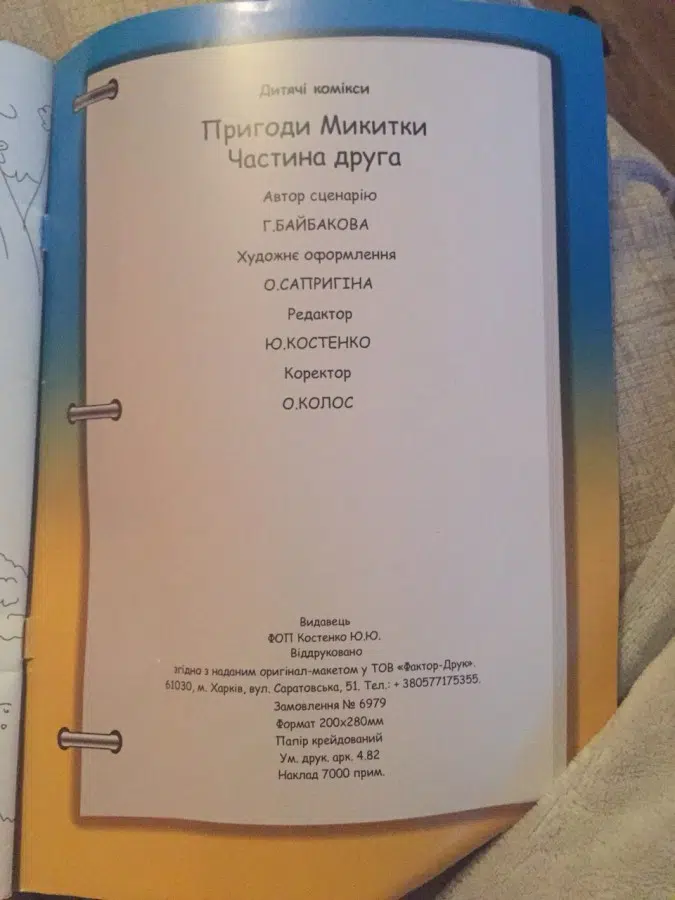 Дитячі комікси
Пригоди Микитки
Частина друга
Автор сценарію
Г.БАЙБАКОВА
Художнє оформлення
О.САПРИГІНА
Редактор
Ю.КОСТЕНКО
Коректор
О.КОЛОС
Видавець
ФОП Костенко Ю.Ю.
Віддруковано
згідно з наданим оригінал-макетом у ТОВ «Фактор-Друк».
61030, м. Харків, вул. Саратовська, 51. Тел.: + 380577175355.
Замовлення № 6979
Формат 200х280мм
Папір крейдований
Ум. друк. арк. 4.82
Наклад 7000 прим.